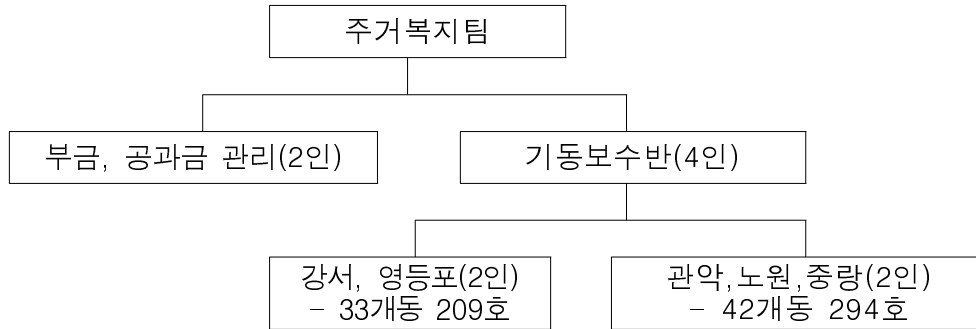 주거복지팀
부금, 공과금 관리(2인)
기동보수반(4인)
강서, 영등포(2인)
- 33개동 209호
관악,노원,중랑(2인)
- 42개동 294호